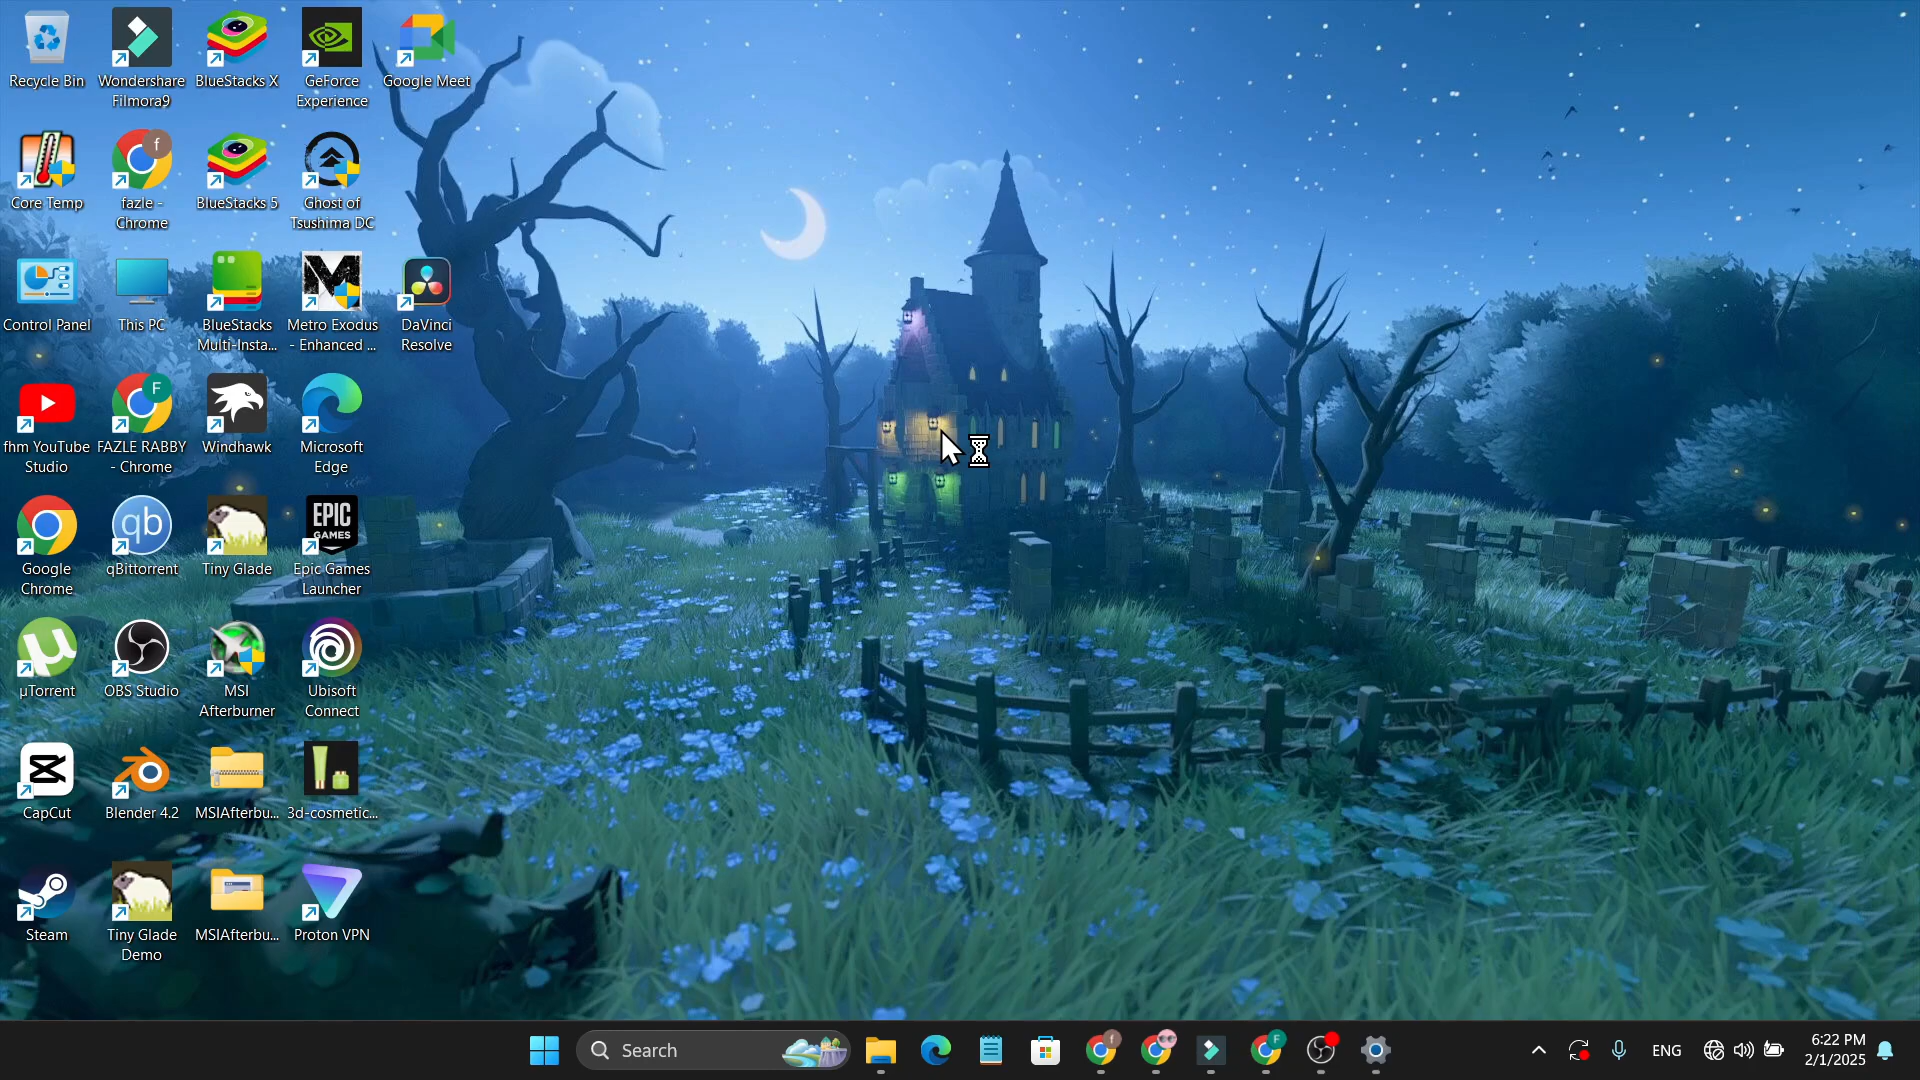 Recycle Bin
Wondershare
Filmora9
BlueStacks X
GeForce
Experience
Google Meet
Core Temp
f
fazle -
Chrome
BlueStacks 5
Ghost of
Tsushima DC
Control Panel
This PC
BlueStacks
Multi-Insta...
Metro Exodus
- Enhanced ...
DaVinci
Resolve
fhm YouTube
Studio
F
FAZLE RABBY
- Chrome
Windhawk
Microsoft
Edge
Google
Chrome
qb
qBittorrent
Tiny Glade
EPIC
GAMES
Epic Games
Launcher
µTorrent
OBS Studio
MSI
Afterburner
Ubisoft
Connect
CapCut
Blender 4.2
MSIAfterbu...
3d-cosmetic...
Steam
Tiny Glade
Demo
MSIAfterbu...
Proton VPN
Search
f
F
ENG
6:22 PM
2/1/2025